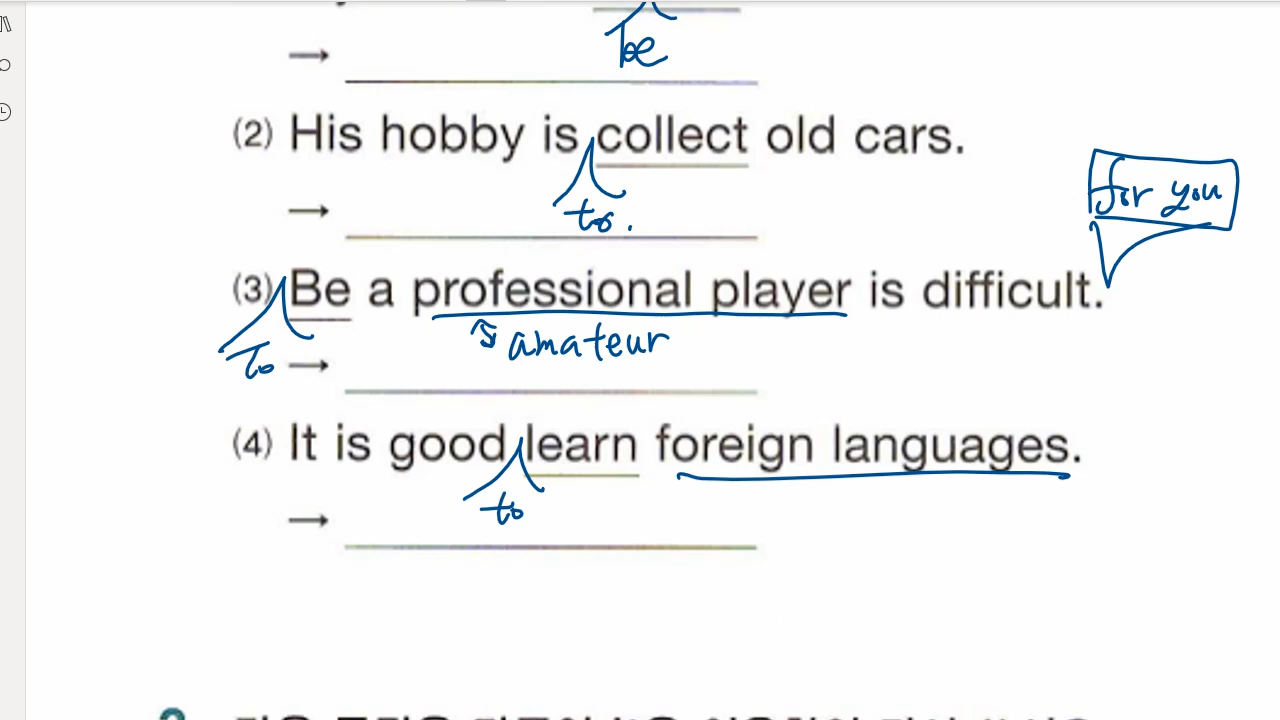 be
→
(2) His hobby is collect old cars.
to.
→
for you
(3) Be a professional player is difficult.
To
amateur
→
(4) It is good learn foreign languages.
to
→